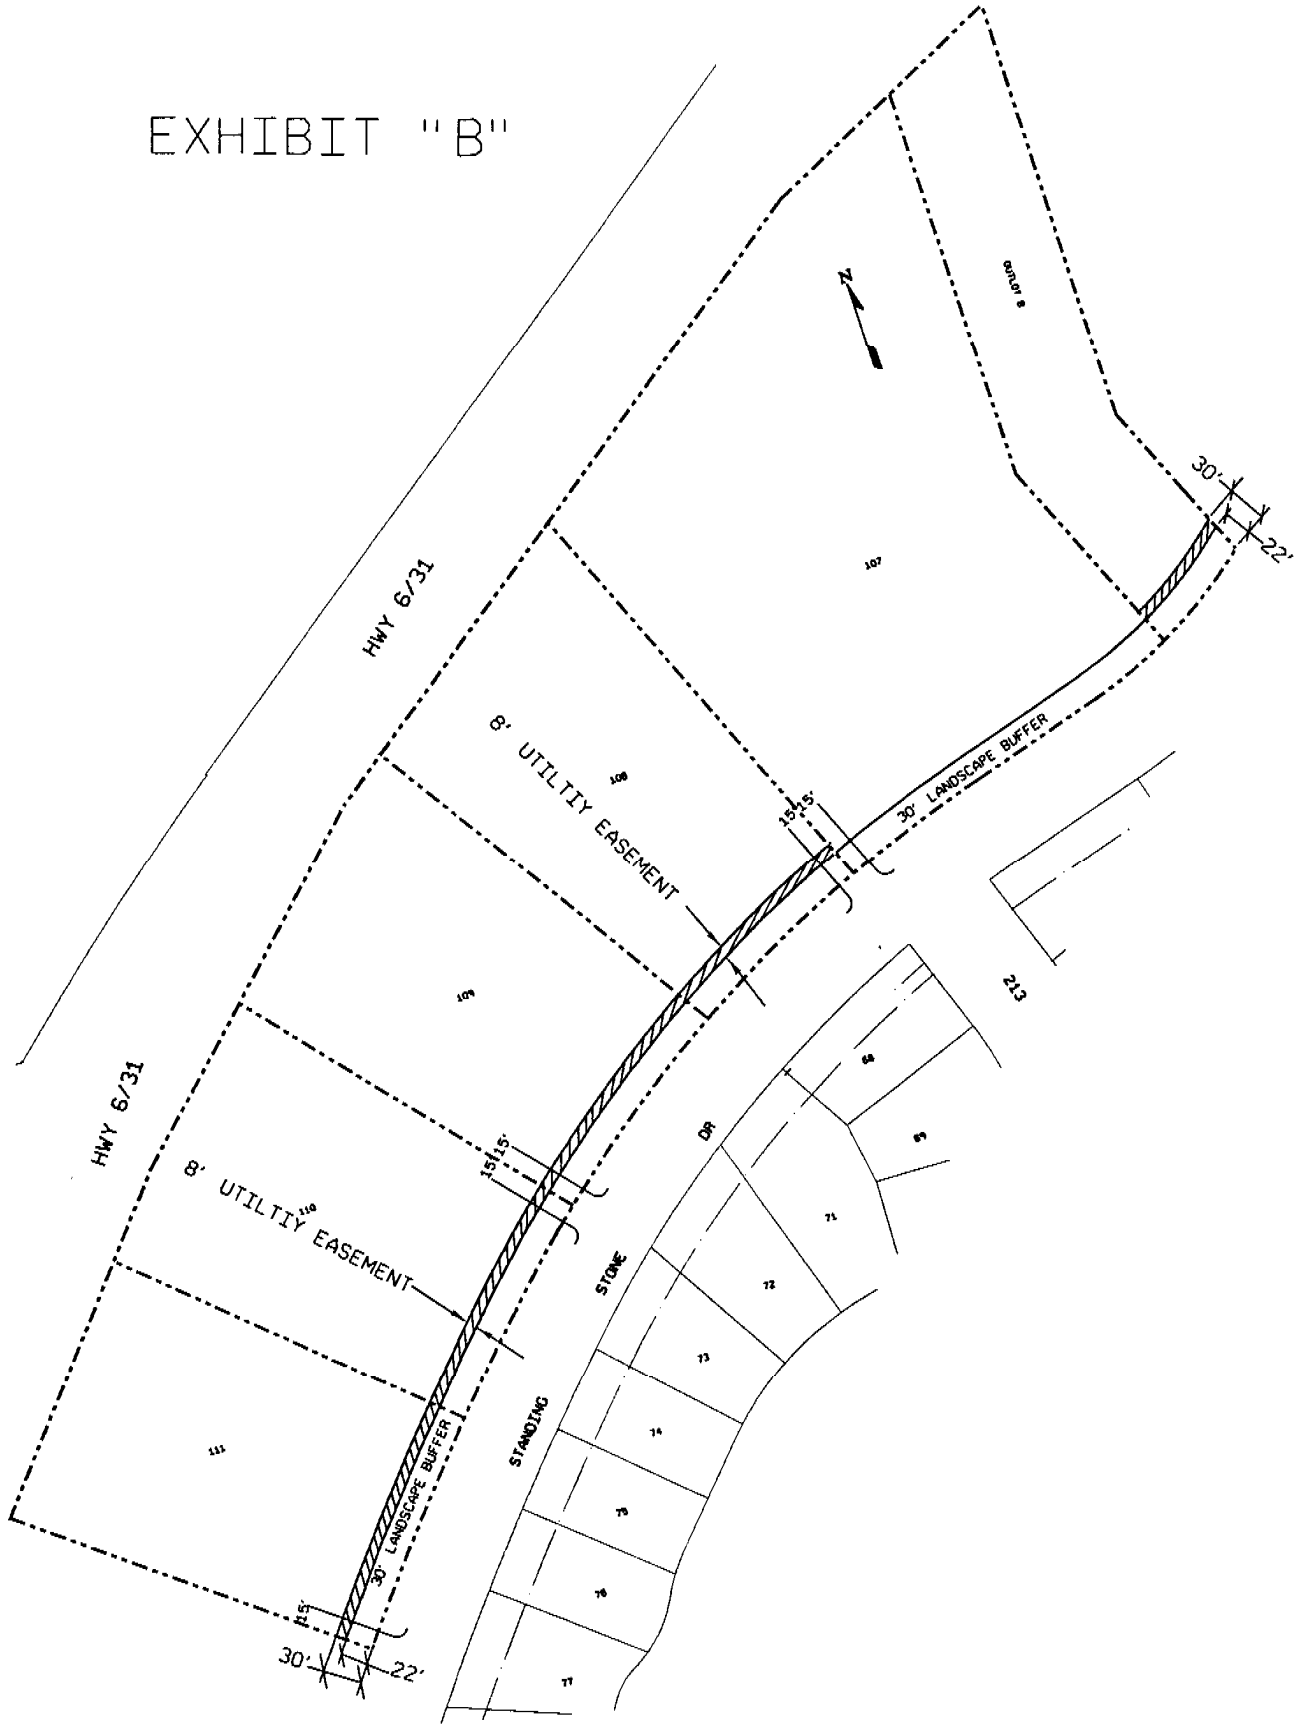 EXHIBIT "B"
N
OUTLOT B
30'
22'
107
HWY 6/31
8' UTILTIY EASEMENT
108
30' LANDSCAPE BUFFER
15'
15'
213
109
68
69
HWY 6/31
DR
15'
15'
8' UTILTIY EASEMENT
110
71
STONE
72
73
STANDING
74
111
30' LANDSCAPE BUFFER
75
76
15'
30'
22'
77